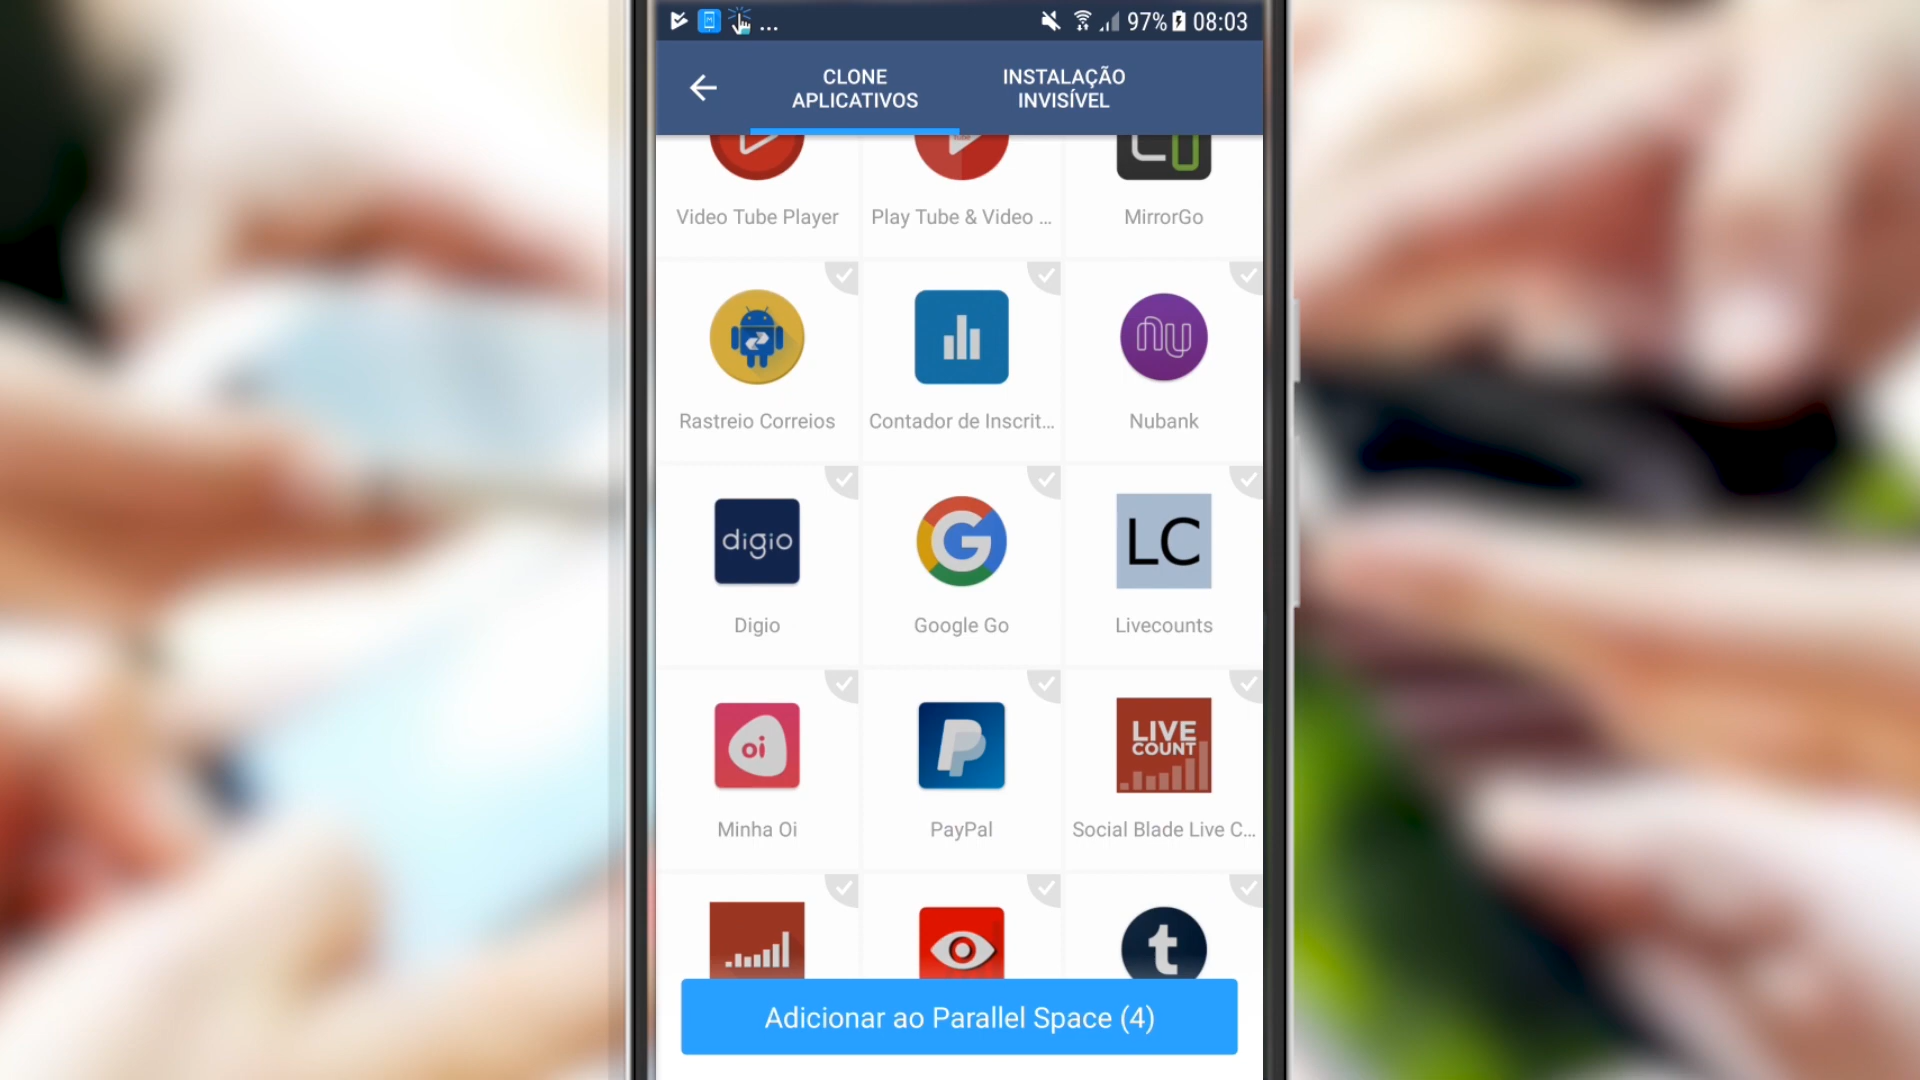 ... 97% 08:03
CLONE APLICATIVOS
INSTALAÇÃO INVISÍVEL
Video Tube Player
Play Tube & Video ...
MirrorGo
Rastreio Correios
Contador de Inscrit...
nu
Nubank
digio
Digio
G
Google Go
LC
Livecounts
oi
Minha Oi
P
PayPal
LIVE
COUNT
Social Blade Live C...
t
Adicionar ao Parallel Space (4)